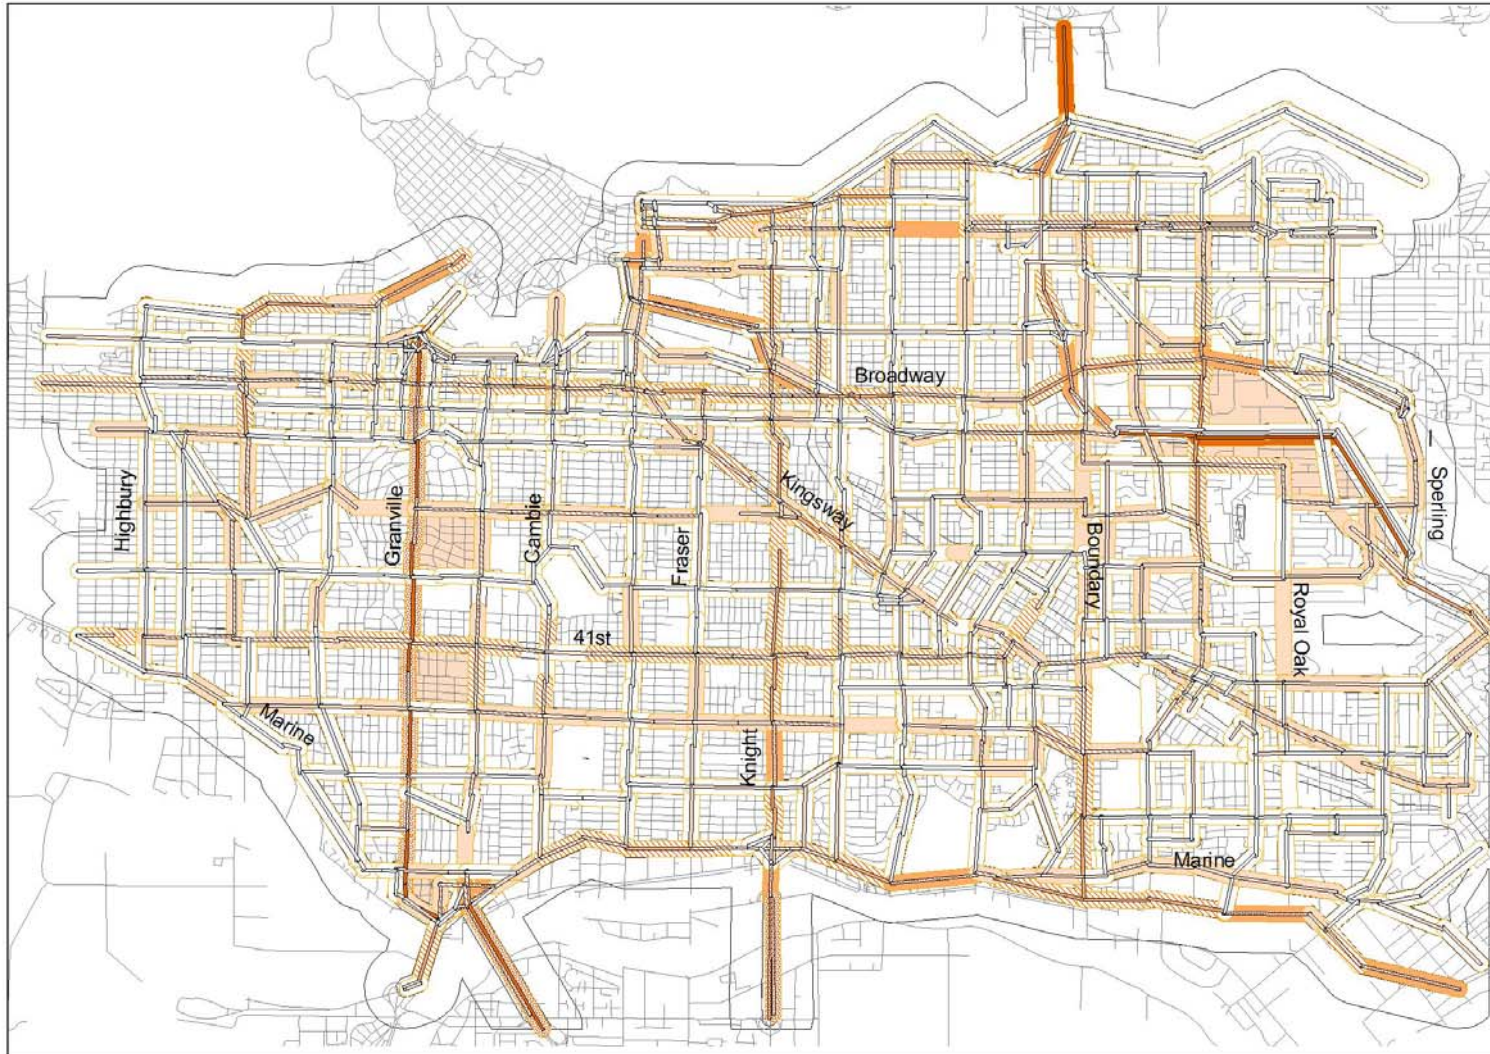 Broadway
Highbury
Granville
Cambie
Fraser
Kingsway
Boundary
Sperling
Royal Oak
41st
Marine
Knight
Marine